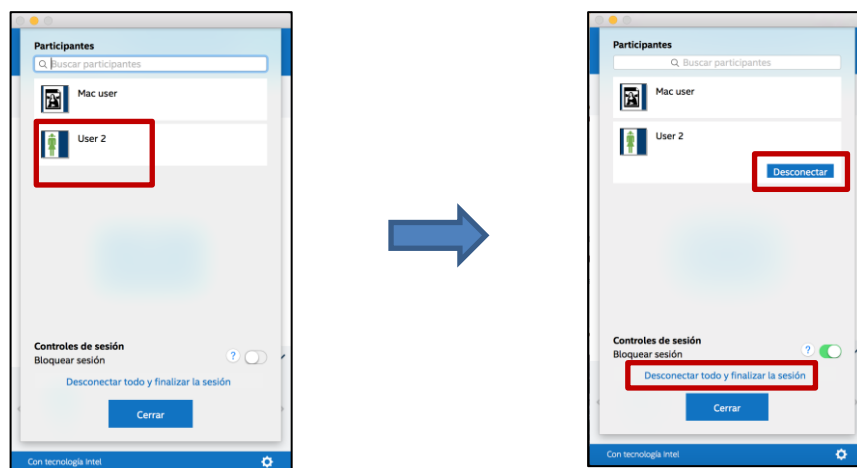 Participantes
Buscar participantes
Mac user
User 2
Controles de sesión
Bloquear sesión
?
Desconectar todo y finalizar la sesión
Cerrar
Con tecnología Intel
Participantes
Buscar participantes
Mac user
User 2
Desconectar
Controles de sesión
Bloquear sesión
?
Desconectar todo y finalizar la sesión
Cerrar
Con tecnología Intel